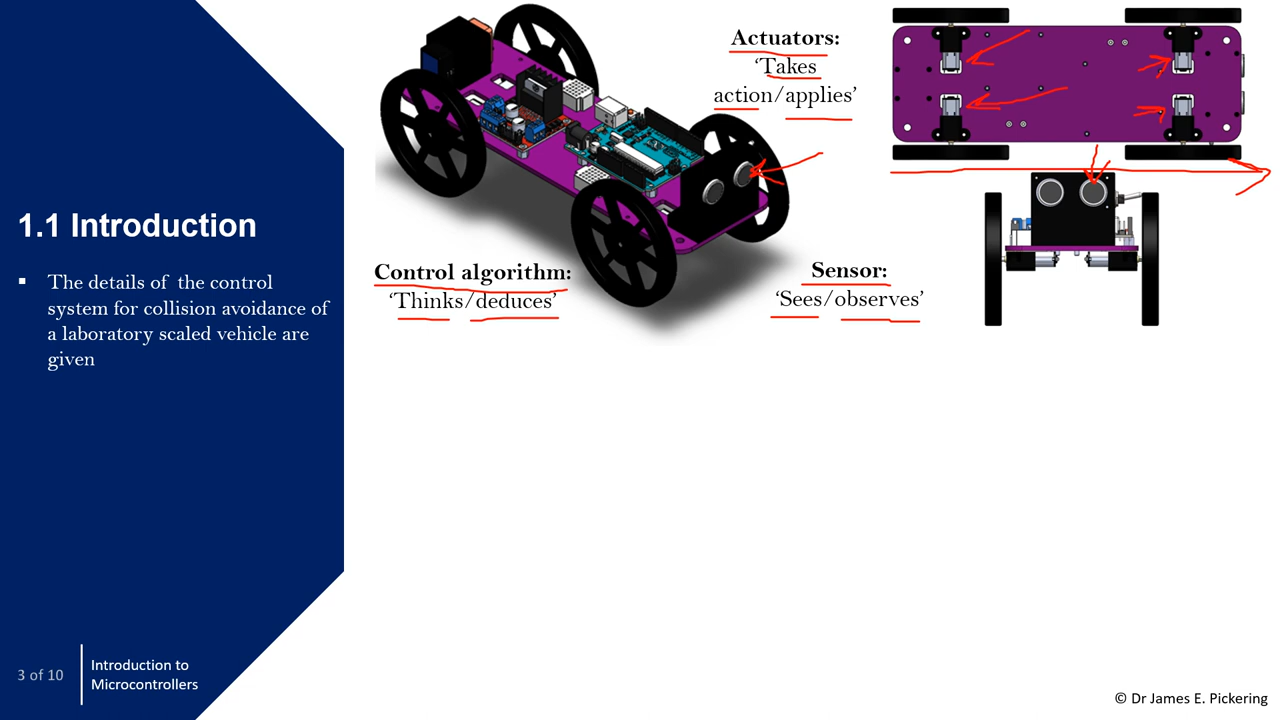 1.1 Introduction
▪ The details of the control
system for collision avoidance of
a laboratory scaled vehicle are
given
Actuators:
‘Takes
action/applies’
Control algorithm:
‘Thinks/deduces’
Sensor:
‘Sees/observes’
3 of 10
Introduction to
Microcontrollers
© Dr James E. Pickering